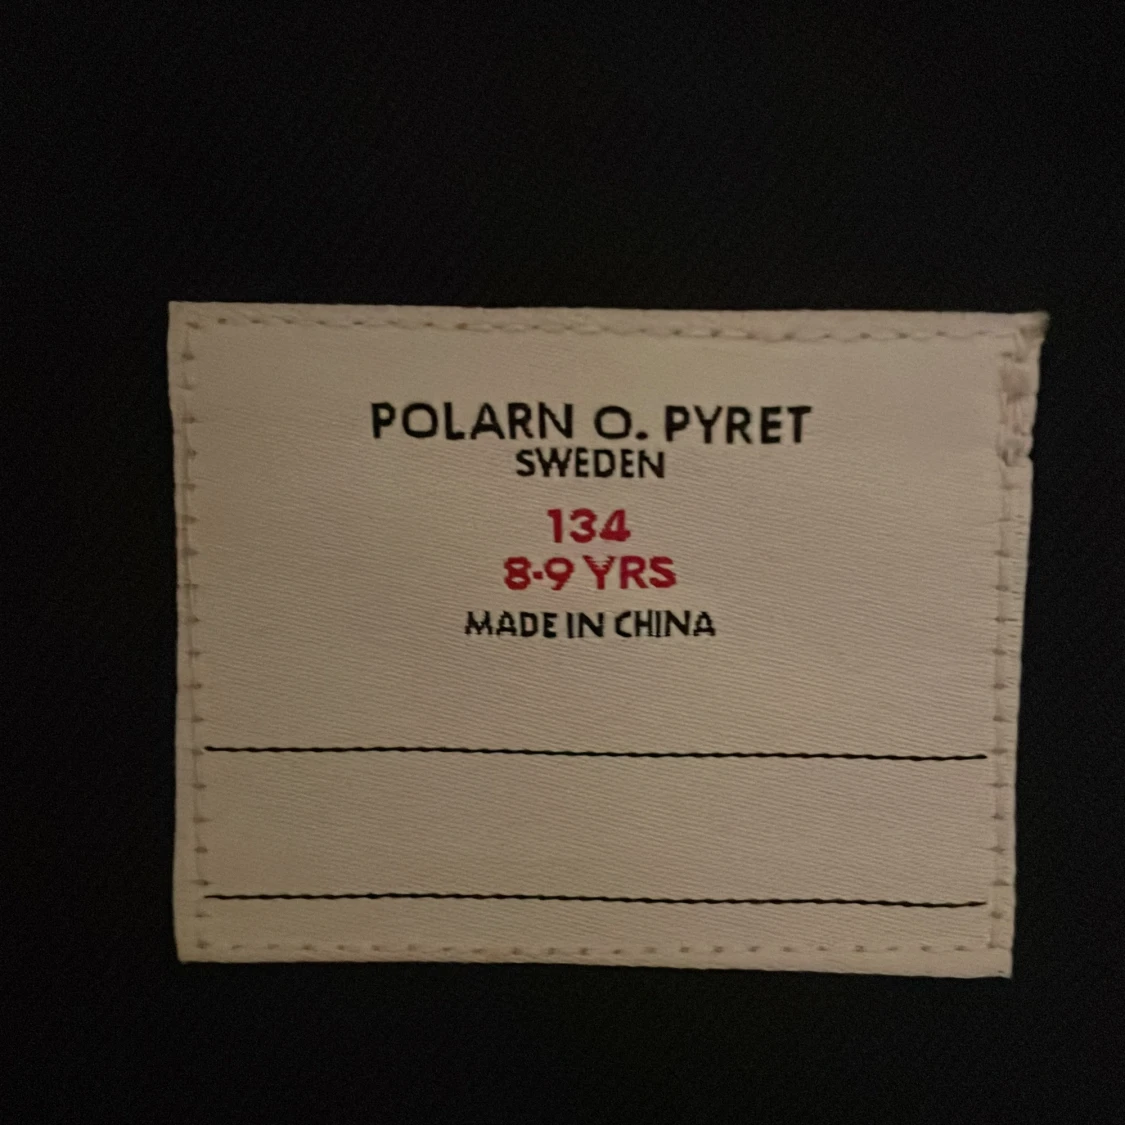 POLARN O. PYRET
SWEDEN
134
8-9 YRS
MADE IN CHINA